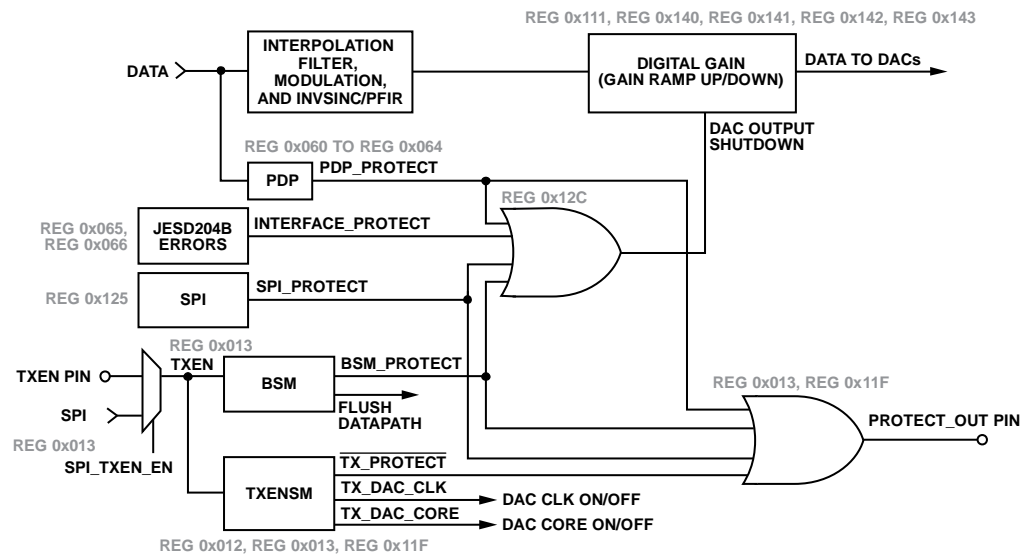 REG 0x111, REG 0x140, REG 0x141, REG 0x142, REG 0x143
DATA
INTERPOLATION
FILTER,
MODULATION,
AND INVSINC/PFIR
DIGITAL GAIN
(GAIN RAMP UP/DOWN)
DATA TO DACs
DAC OUTPUT
SHUTDOWN
REG 0x060 TO REG 0x064
PDP
PDP_PROTECT
REG 0x12C
REG 0x065,
REG 0x066
JESD204B
ERRORS
INTERFACE_PROTECT
REG 0x125
SPI
SPI_PROTECT
REG 0x013
TXEN PIN
TXEN
BSM
BSM_PROTECT
FLUSH
DATAPATH
SPI
REG 0x013
SPI_TXEN_EN
REG 0x013, REG 0x11F
PROTECT_OUT PIN
TXENSM
TX_PROTECT
TX_DAC_CLK
DAC CLK ON/OFF
TX_DAC_CORE
DAC CORE ON/OFF
REG 0x012, REG 0x013, REG 0x11F